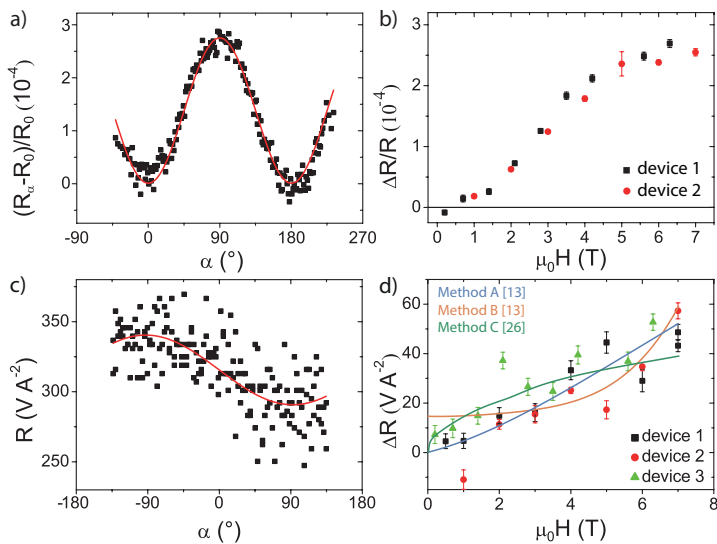 a)
(Rα-R0)/R0 (10-4)
3
2
1
0
-90 0 90 180 270
α (°)
b)
ΔR/R (10-4)
3
2
1
0
0 1 2 3 4 5 6 7
μ0H (T)
device 1
device 2
c)
R (V A-2)
350
300
250
-180 -90 0 90 180
α (°)
d)
ΔR (V A-2)
60
40
20
0
0 2 4 6 8
μ0H (T)
Method A [13]
Method B [13]
Method C [26]
device 1
device 2
device 3